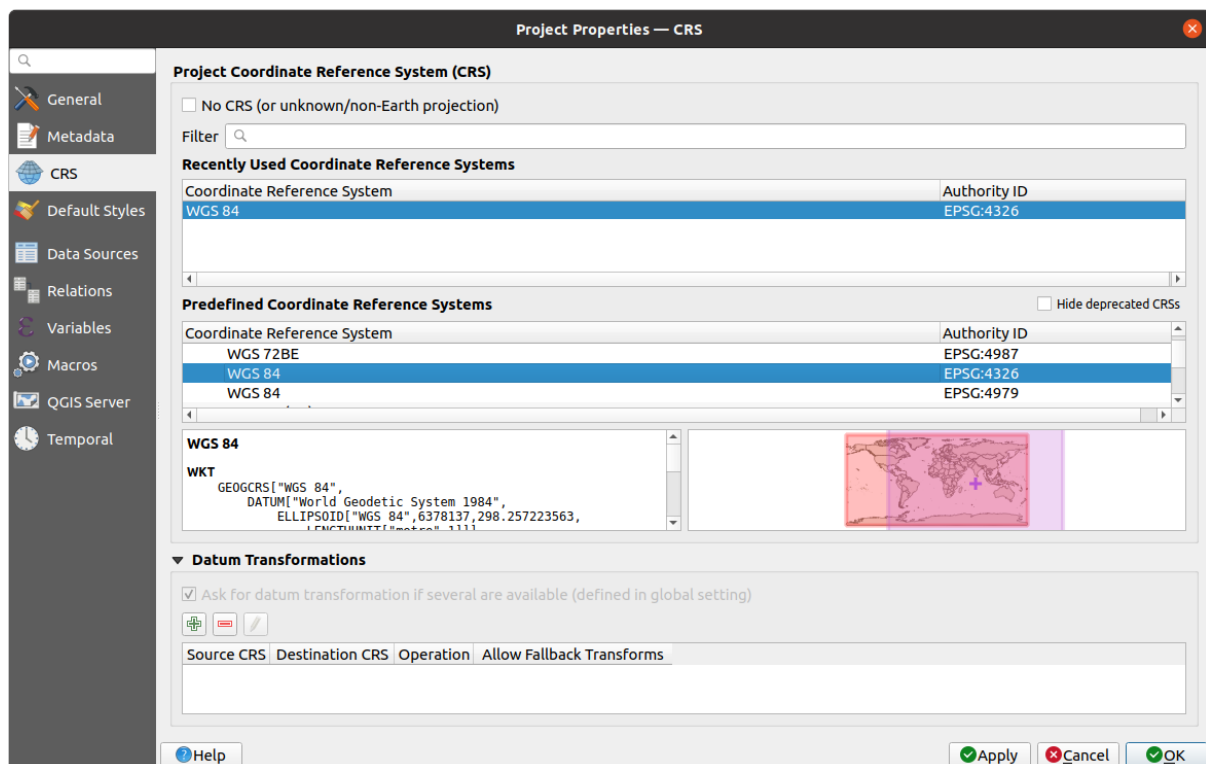 Project Properties — CRS
General
Metadata
CRS
Default Styles
Data Sources
Relations
Variables
Macros
QGIS Server
Temporal
Project Coordinate Reference System (CRS)
No CRS (or unknown/non-Earth projection)
Filter
Recently Used Coordinate Reference Systems
Coordinate Reference System Authority ID
WGS 84 EPSG:4326
Predefined Coordinate Reference Systems Hide deprecated CRSs
Coordinate Reference System Authority ID
WGS 72BE EPSG:4987
WGS 84 EPSG:4326
WGS 84 EPSG:4979
WGS 84
WKT
GEOGCRS["WGS 84",
DATUM["World Geodetic System 1984",
ELLIPSOID["WGS 84",6378137,298.257223563,
LENGTHUNIT["metre",1]]]
Datum Transformations
Ask for datum transformation if several are available (defined in global setting)
Source CRS Destination CRS Operation Allow Fallback Transforms
Help Apply Cancel OK